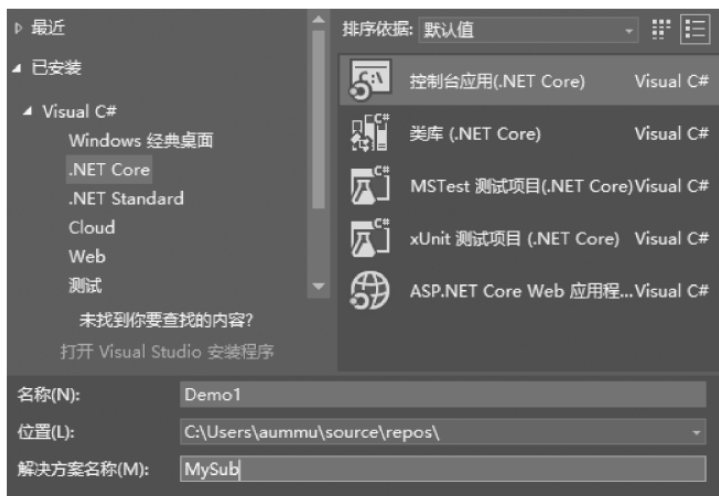 最近
已安装
Visual C#
Windows 经典桌面
.NET Core
.NET Standard
Cloud
Web
测试
未找到你要查找的内容?
打开 Visual Studio 安装程序
排序依据: 默认值
控制台应用(.NET Core) Visual C#
类库 (.NET Core) Visual C#
MSTest 测试项目(.NET Core) Visual C#
xUnit 测试项目 (.NET Core) Visual C#
ASP.NET Core Web 应用程... Visual C#
名称(N): Demo1
位置(L): C:\Users\aummu\source\repos\
解决方案名称(M): MySub